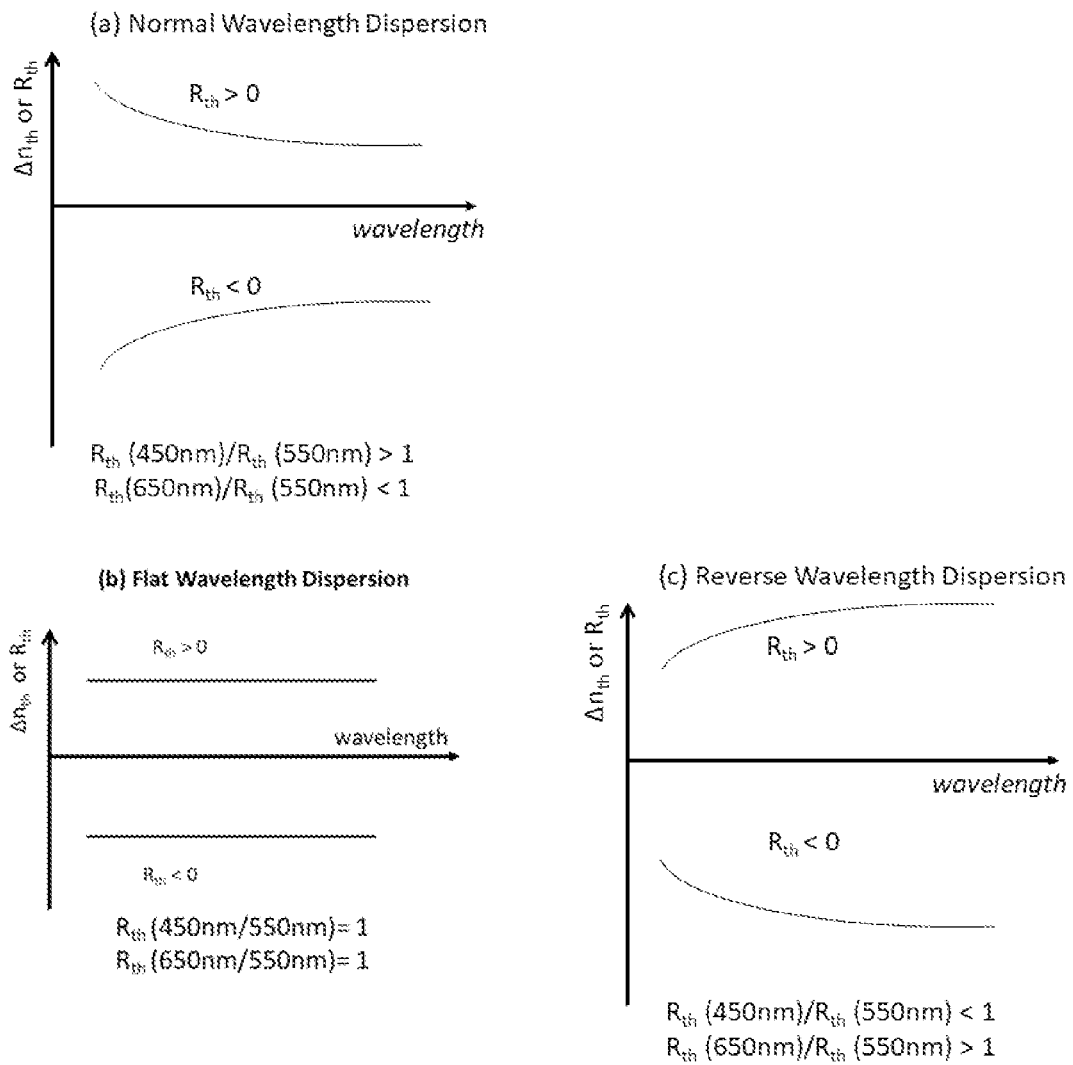 (a) Normal Wavelength Dispersion
Δn_th or R_th
R_th > 0
wavelength
R_th < 0
R_th (450nm)/R_th (550nm) > 1
R_th(650nm)/R_th (550nm) < 1
(b) Flat Wavelength Dispersion
Δn_th or R_th
R_th > 0
wavelength
R_th < 0
R_th (450nm/550nm)= 1
R_th (650nm/550nm)= 1
(c) Reverse Wavelength Dispersion
Δn_th or R_th
R_th > 0
wavelength
R_th < 0
R_th (450nm)/R_th (550nm) < 1
R_th (650nm)/R_th (550nm) > 1